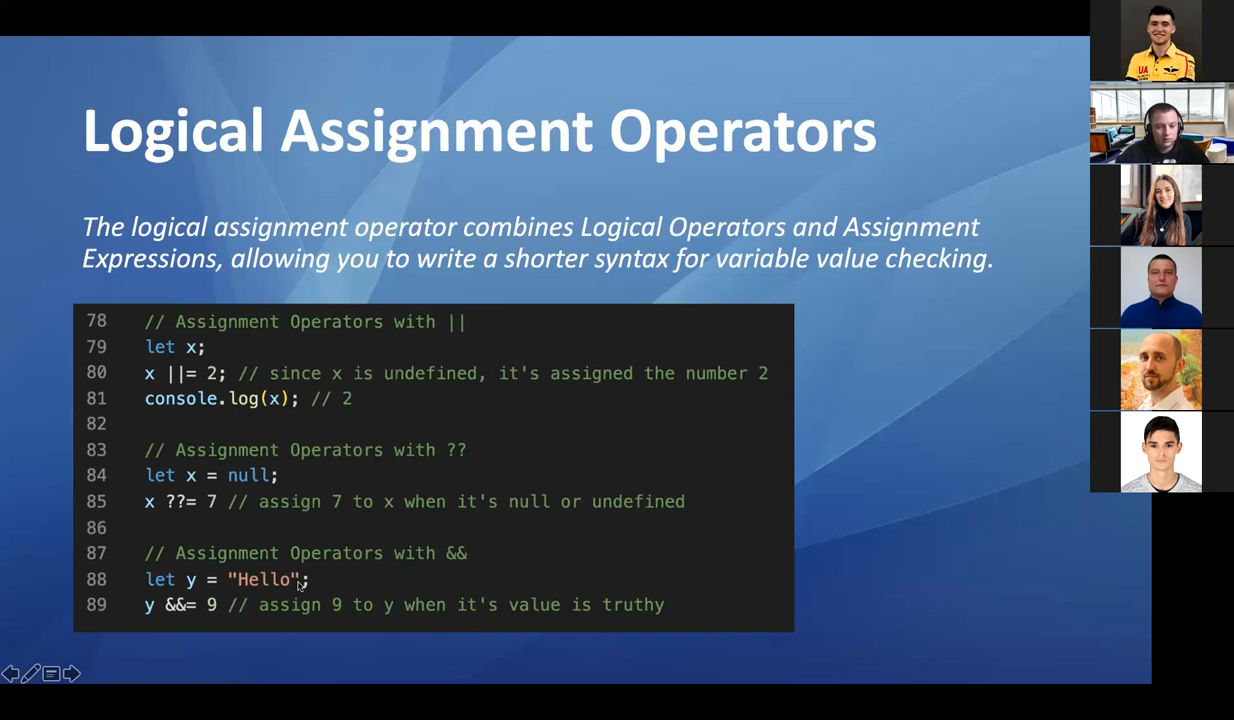 Logical Assignment Operators
The logical assignment operator combines Logical Operators and Assignment
Expressions, allowing you to write a shorter syntax for variable value checking.
78 // Assignment Operators with ||
79 let x;
80 x ||= 2; // since x is undefined, it's assigned the number 2
81 console.log(x); // 2
82
83 // Assignment Operators with ??
84 let x = null;
85 x ??= 7 // assign 7 to x when it's null or undefined
86
87 // Assignment Operators with &&
88 let y = "Hello";
89 y &&= 9 // assign 9 to y when it's value is truthy
UA